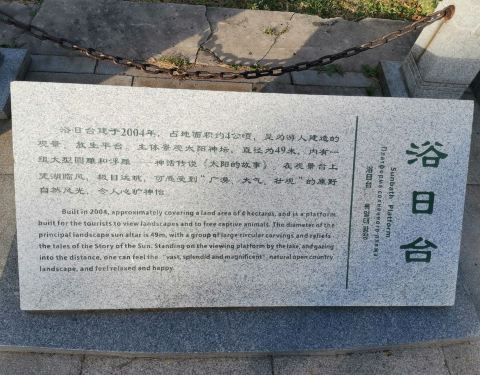 浴日台建于2004年，占地面积约4公顷，是为游人建造的
观景、放生平台。主体景观太阳神场，直径为49米，内有一
组大型圆雕和浮雕——神话传说《太阳的故事》。在观景台上
凭湖临风，极目远眺，可感受到“广漠、大气、壮观”的原野
自然风光，令人心旷神怡。
Built in 2004, approximately covering a land area of 4 hectares, and is a platform
built for the tourists to view landscapes and to free captive animals. The diameter of the
principal landscape sun altar is 49m, with a group of large circular carvings and reliefs
the tales of the Story of the Sun. Standing on the viewing platform by the lake, and gazing
into the distance, one can feel the "vast, splendid and magnificent" natural open country
landscape, and feel relaxed and happy.
浴日台
Sunbath Platform
浴日台